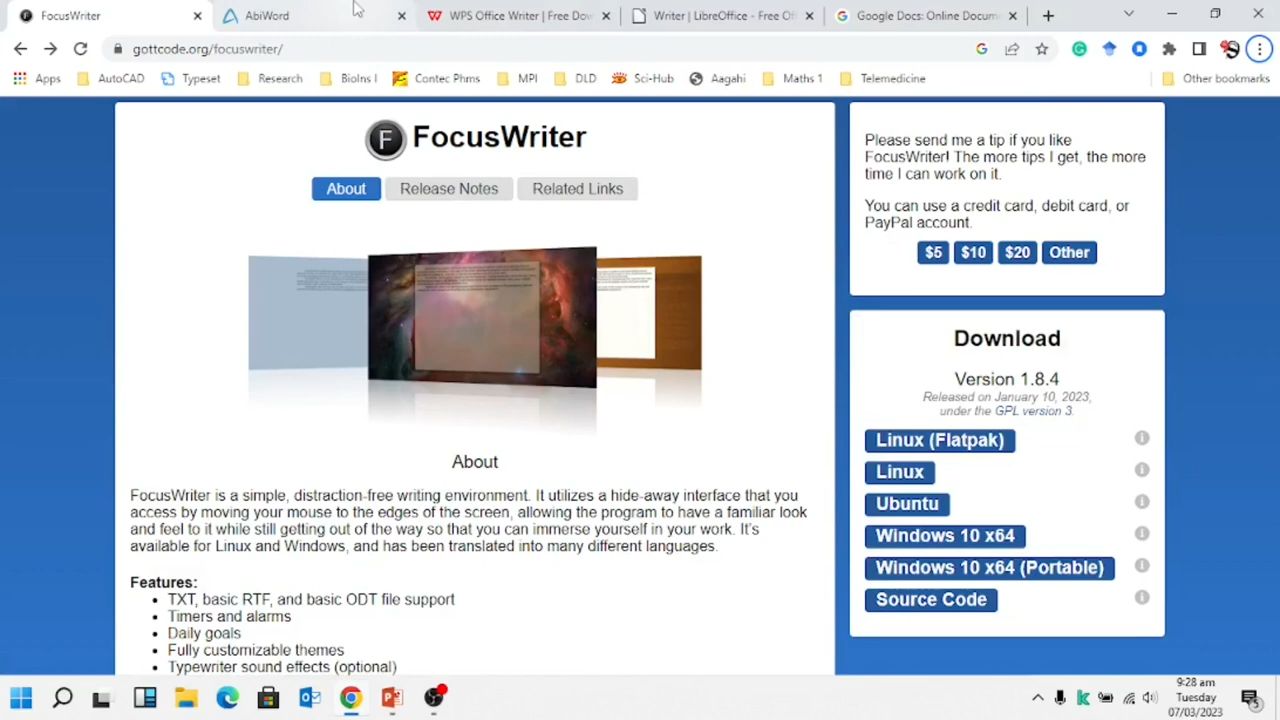 FocusWriter
AbiWord
WPS Office Writer | Free Dow
Writer | LibreOffice - Free Of
Google Docs: Online Docum
gottcode.org/focuswriter/
Apps
AutoCAD
Typeset
Research
BioIns I
Contec Phms
MPI
DLD
Sci-Hub
Aagahi
Maths 1
Telemedicine
Other bookmarks
FocusWriter
About
Release Notes
Related Links
About
FocusWriter is a simple, distraction-free writing environment. It utilizes a hide-away interface that you
access by moving your mouse to the edges of the screen, allowing the program to have a familiar look
and feel to it while still getting out of the way so that you can immerse yourself in your work. It's
available for Linux and Windows, and has been translated into many different languages.
Features:
• TXT, basic RTF, and basic ODT file support
• Timers and alarms
• Daily goals
• Fully customizable themes
• Typewriter sound effects (optional)
Please send me a tip if you like
FocusWriter! The more tips I get, the more
time I can work on it.
You can use a credit card, debit card, or
PayPal account.
$5
$10
$20
Other
Download
Version 1.8.4
Released on January 10, 2023,
under the GPL version 3.
Linux (Flatpak)
Linux
Ubuntu
Windows 10 x64
Windows 10 x64 (Portable)
Source Code
9:28 am
Tuesday
07/03/2023
5